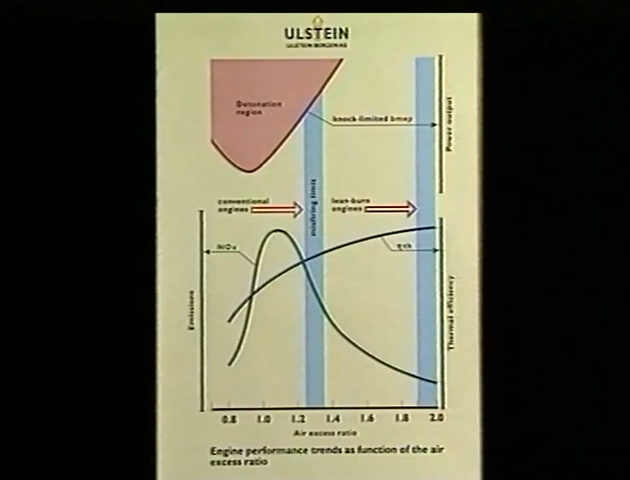 ULSTEIN
ULSTEIN BERGEN AS
Detonation
region
knock-limited bmep
Power output
conventional
engines
misfiring limit
lean-burn
engines
NOx
ηth
Emissions
Thermal efficiency
0.8 1.0 1.2 1.4 1.6 1.8 2.0
Air excess ratio
Engine performance trends as function of the air
excess ratio